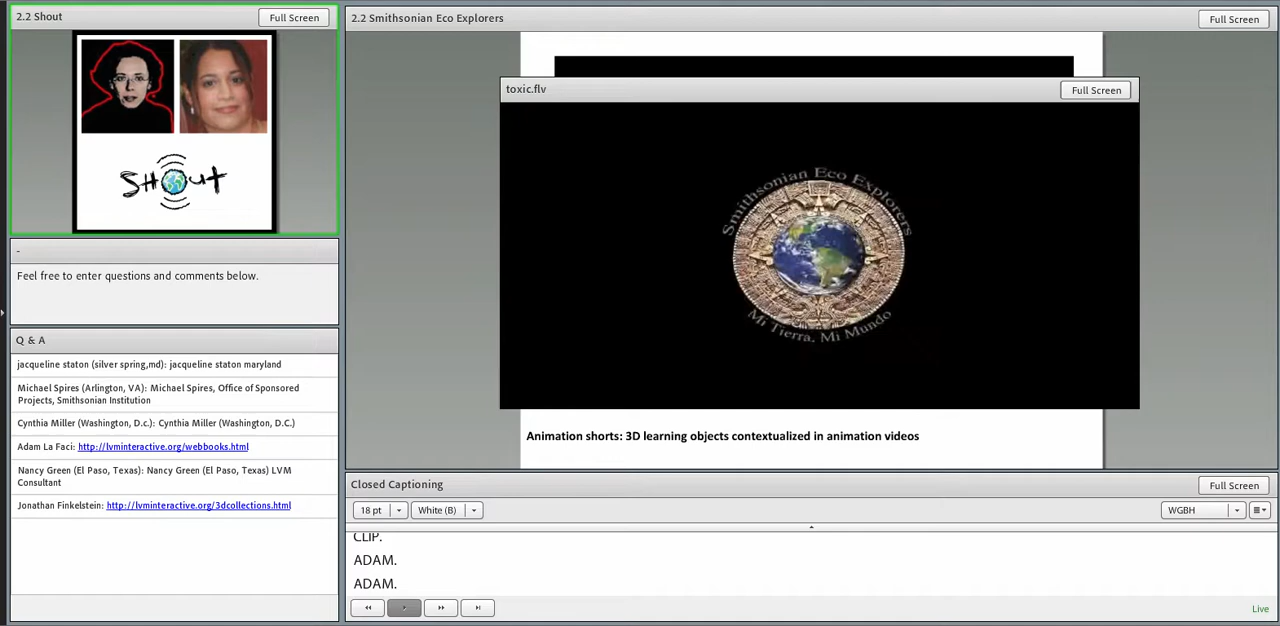 2.2 Shout
Full Screen
SHOUT
-
Feel free to enter questions and comments below.
Q & A
jacqueline staton (silver spring,md): jacqueline staton maryland
Michael Spires (Arlington, VA): Michael Spires, Office of Sponsored
Projects, Smithsonian Institution
Cynthia Miller (Washington, D.c.): Cynthia Miller (Washington, D.C.)
Adam La Faci: http://lvminteractive.org/webbooks.html
Nancy Green (El Paso, Texas): Nancy Green (El Paso, Texas) LVM
Consultant
Jonathan Finkelstein: http://lvminteractive.org/3dcollections.html
2.2 Smithsonian Eco Explorers
Full Screen
toxic.flv
Full Screen
Smithsonian Eco Explorers
Mi Tierra, Mi Mundo
Animation shorts: 3D learning objects contextualized in animation videos
Closed Captioning
Full Screen
18 pt
White (B)
WGBH
CLIP.
ADAM.
ADAM.
Live